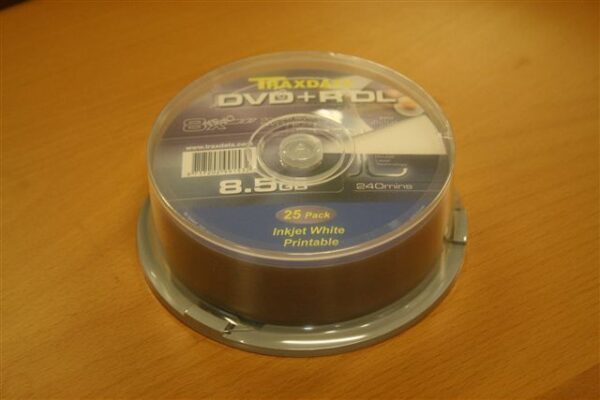 TRAXDATA
DVD+R DL
8X
www.traxdata.com
8.5GB
240mins
25 Pack
Inkjet White
Printable